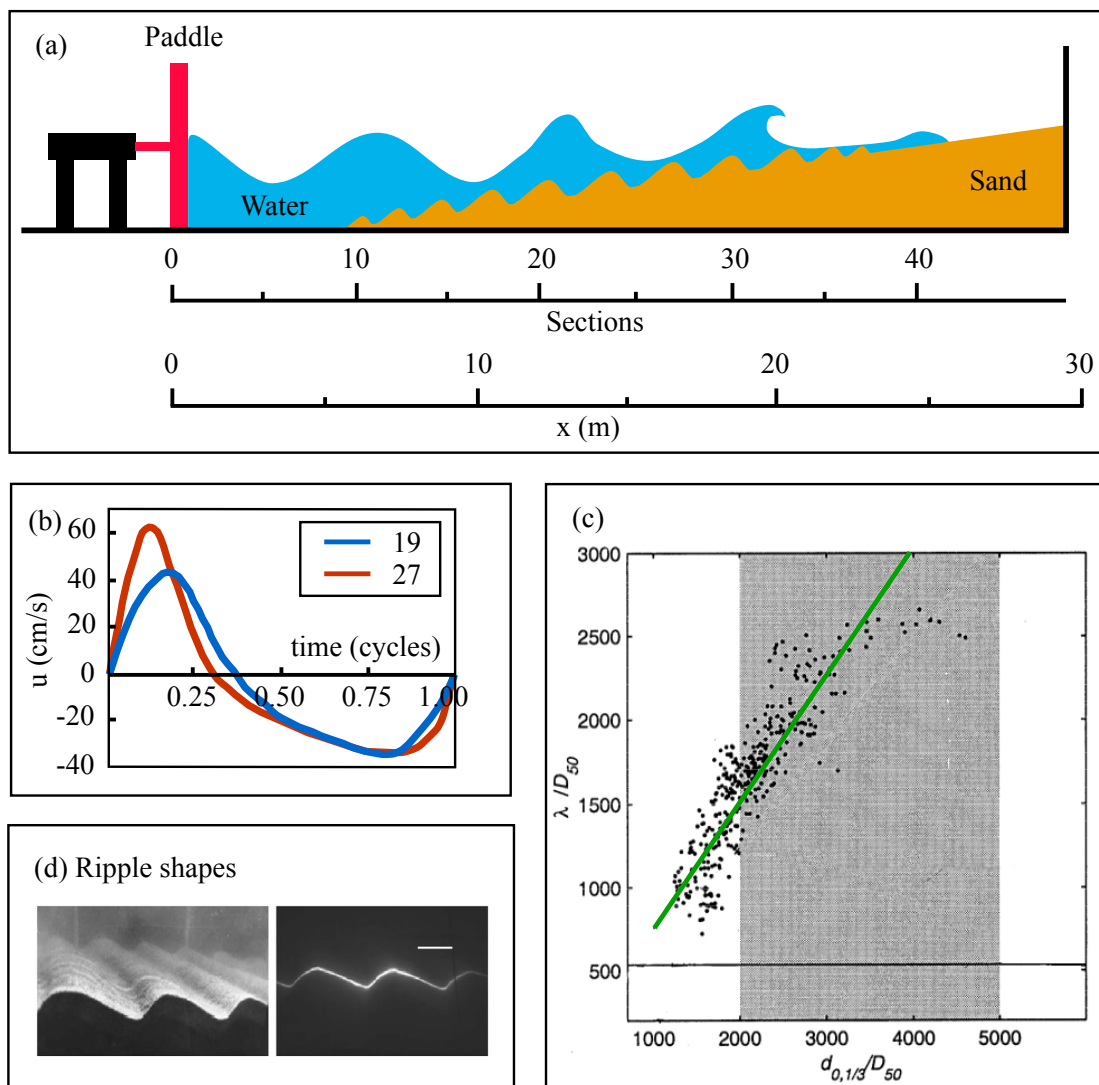 (a)
Paddle
Water
Sand
0 10 20 30 40
Sections
0 10 20 30
x (m)
(b)
60
40
20
0
-20
-40
u (cm/s)
19
27
time (cycles)
0.25 0.50 0.75 1.00
(c)
3000
2500
2000
1500
1000
500
λ /D50
1000 2000 3000 4000 5000
d0,1/3/D50
(d) Ripple shapes